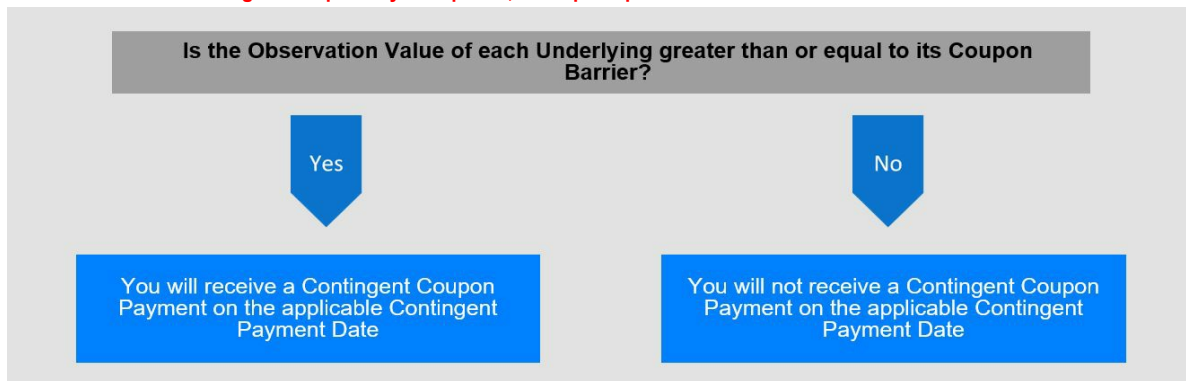 Is the Observation Value of each Underlying greater than or equal to its Coupon
Barrier?
Yes
No
You will receive a Contingent Coupon
Payment on the applicable Contingent
Payment Date
You will not receive a Contingent Coupon
Payment on the applicable Contingent
Payment Date